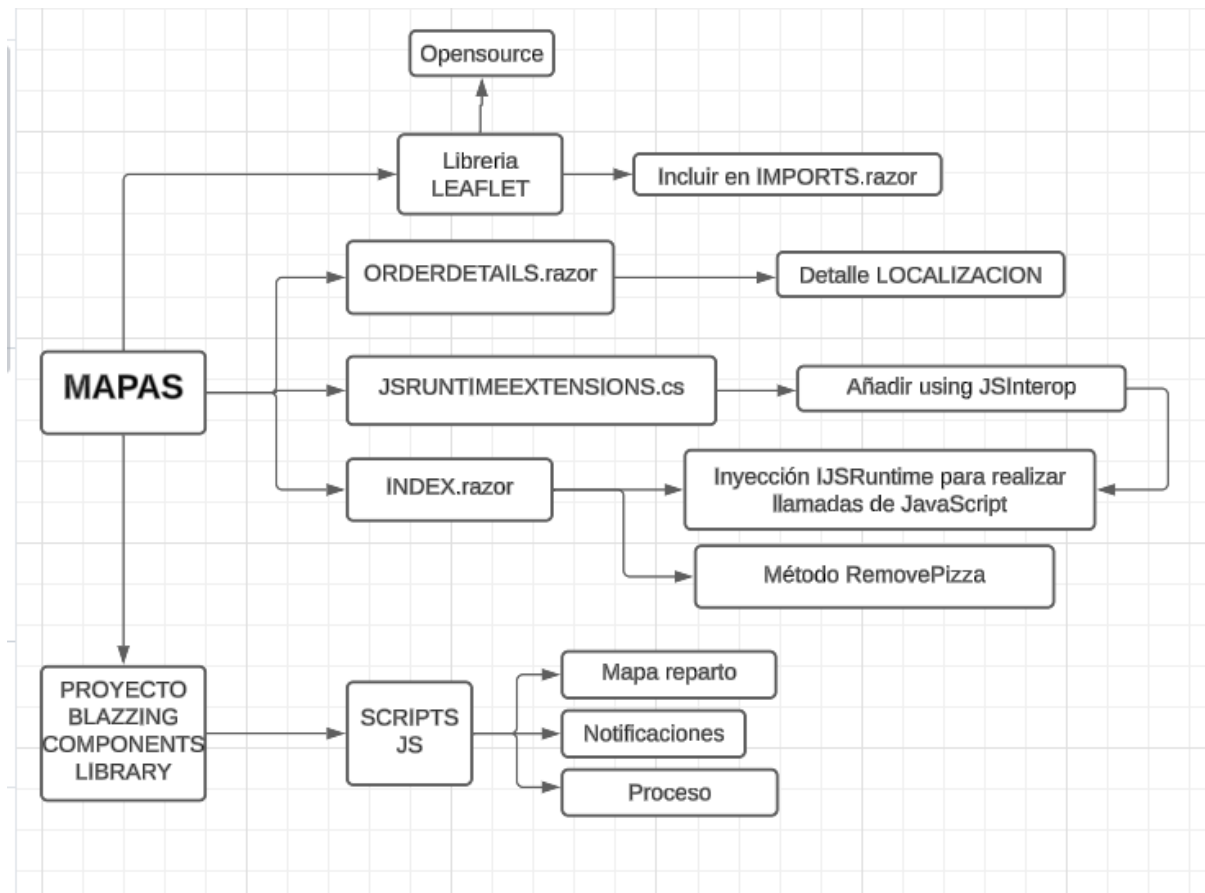 Opensource
Libreria
LEAFLET
Incluir en IMPORTS.razor
ORDERDETAILS.razor
Detalle LOCALIZACION
MAPAS
JSRUNTIMEEXTENSIONS.cs
Añadir using JSInterop
INDEX.razor
Inyección IJSRuntime para realizar
llamadas de JavaScript
Método RemovePizza
PROYECTO
BLAZZING
COMPONENTS
LIBRARY
SCRIPTS
JS
Mapa reparto
Notificaciones
Proceso